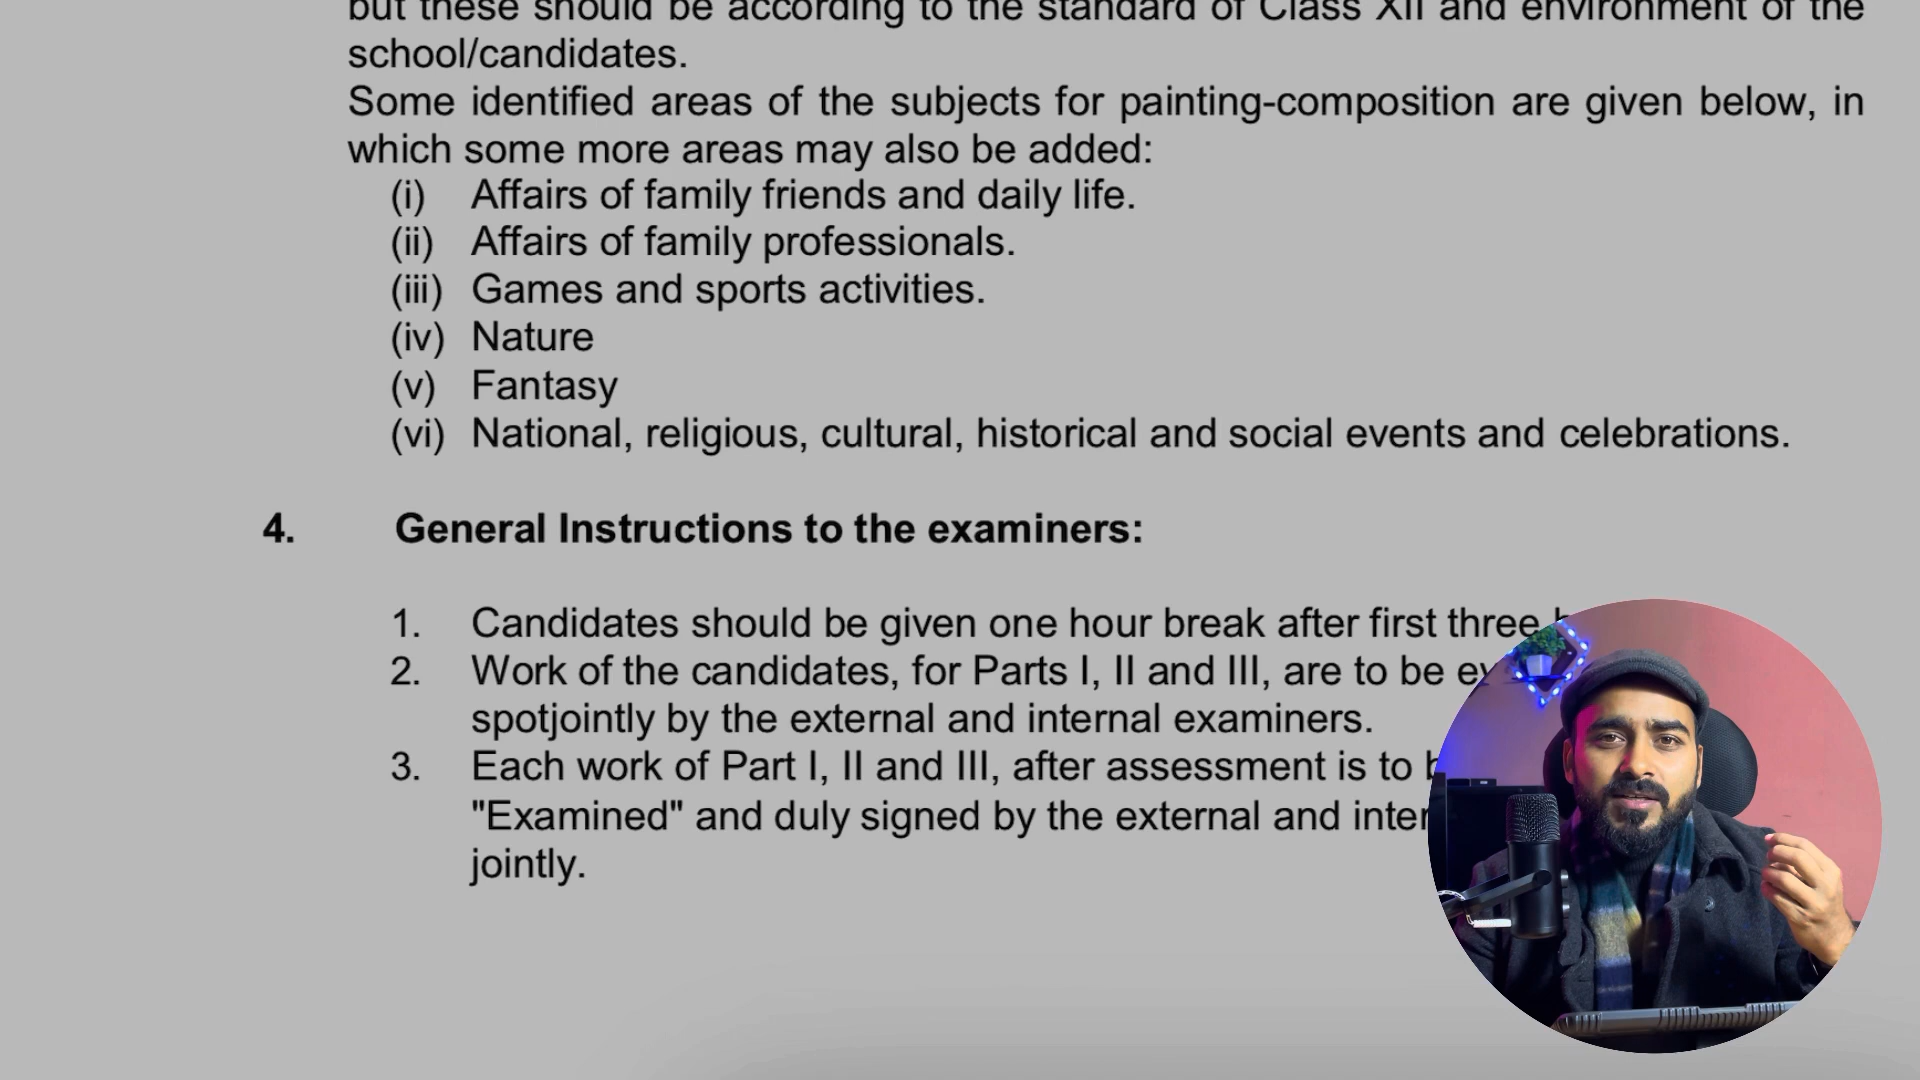 but these should be according to the standard of Class XII and environment of the
school/candidates.
Some identified areas of the subjects for painting-composition are given below, in
which some more areas may also be added:
(i) Affairs of family friends and daily life.
(ii) Affairs of family professionals.
(iii) Games and sports activities.
(iv) Nature
(v) Fantasy
(vi) National, religious, cultural, historical and social events and celebrations.
4. General Instructions to the examiners:
1. Candidates should be given one hour break after first three
2. Work of the candidates, for Parts I, II and III, are to be
spotjointly by the external and internal examiners.
3. Each work of Part I, II and III, after assessment is to
"Examined" and duly signed by the external and
jointly.